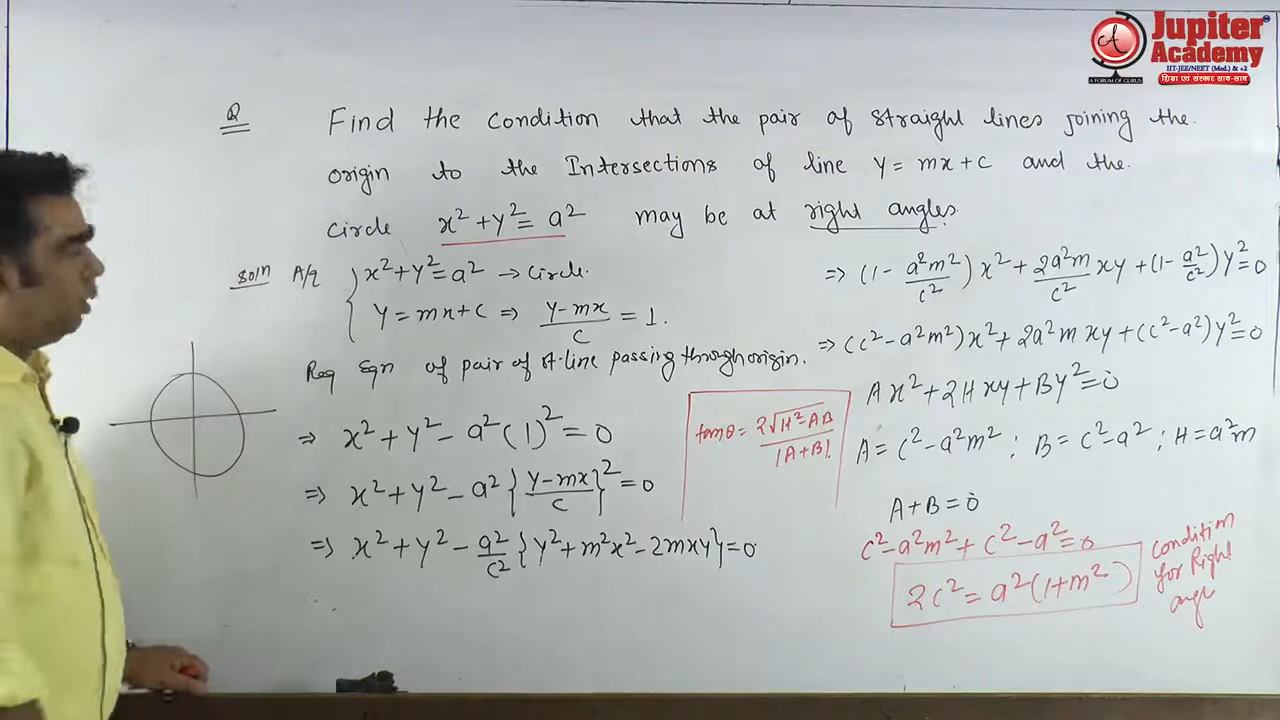 Jupiter
Academy
IIT-JEE/NEET (Med.) & +2
शिक्षा एवं संस्कार साथ-साथ
A FORUM OF GURUS
Q Find the condition that the pair of straight lines joining the.
origin to the Intersections of line y = mx + c and the.
circle x² + y² = a² may be at right angles.
Soln A/q x² + y² = a² → circle.
y = mx + c ⇒ (y-mx)/c = 1.
Req Eqn of pair of st-line passing through origin.
⇒ x² + y² - a²(1)² = 0
⇒ x² + y² - a² {(y-mx)/c}² = 0
⇒ x² + y² - a²/c² {y² + m²x² - 2mxy} = 0
⇒ (1 - a²m²/c²) x² + 2a²m/c² xy + (1 - a²/c²) y² = 0
⇒ (c² - a²m²)x² + 2a²m xy + (c² - a²) y² = 0
Ax² + 2Hxy + By² = 0
tanθ = 2√(H²-AB)/|A+B|
A = c² - a²m² ; B = c² - a² ; H = a²m
A + B = 0
c² - a²m² + c² - a² = 0
2c² = a²(1+m²)
condition
for Right
angle